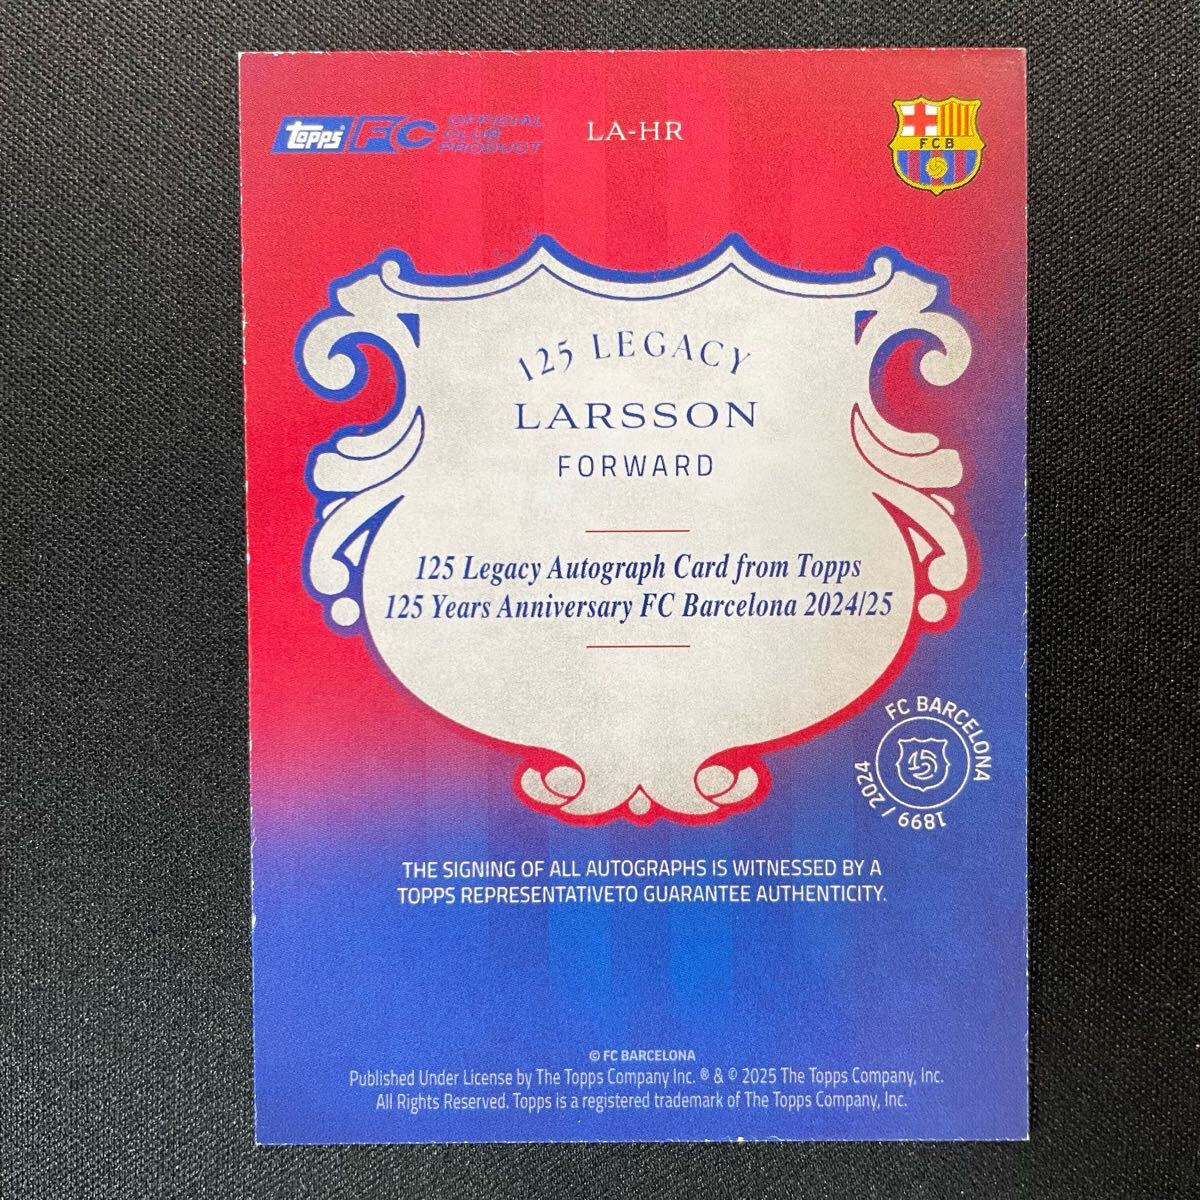 topps FC OFFICIAL
CLUB
PRODUCT
LA-HR
FCB
125 LEGACY
LARSSON
FORWARD
125 Legacy Autograph Card from Topps
125 Years Anniversary FC Barcelona 2024/25
FC BARCELONA
125
1899 / 2024
THE SIGNING OF ALL AUTOGRAPHS IS WITNESSED BY A
TOPPS REPRESENTATIVETO GUARANTEE AUTHENTICITY.
© FC BARCELONA
Published Under License by The Topps Company Inc. ® & © 2025 The Topps Company, Inc.
All Rights Reserved. Topps is a registered trademark of The Topps Company, Inc.